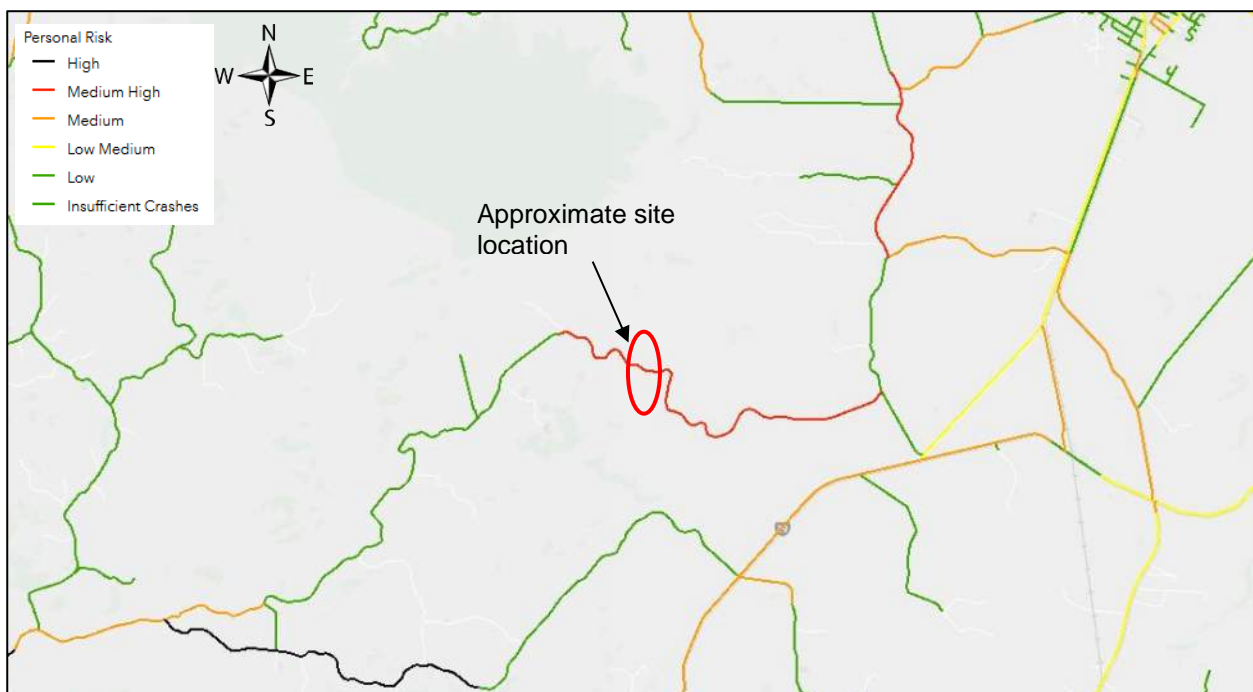 Personal Risk
High
Medium High
Medium
Low Medium
Low
Insufficient Crashes
N
W E
S
Approximate site
location